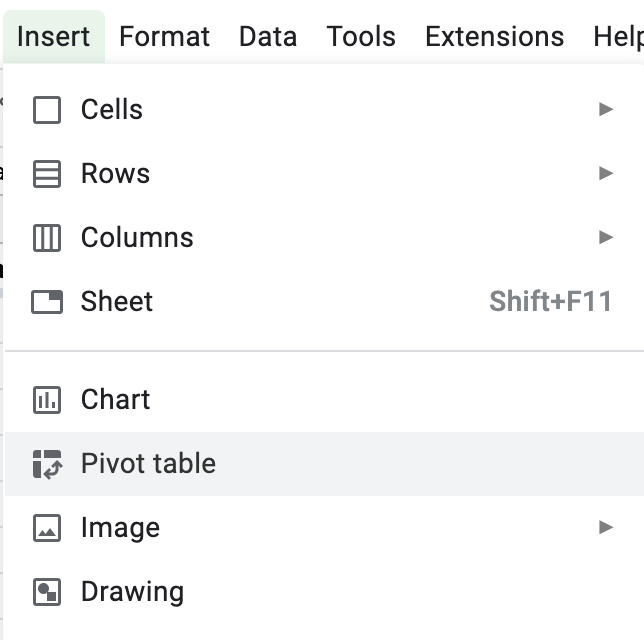 Insert Format Data Tools Extensions Help
Cells
Rows
Columns
Sheet Shift+F11
Chart
Pivot table
Image
Drawing